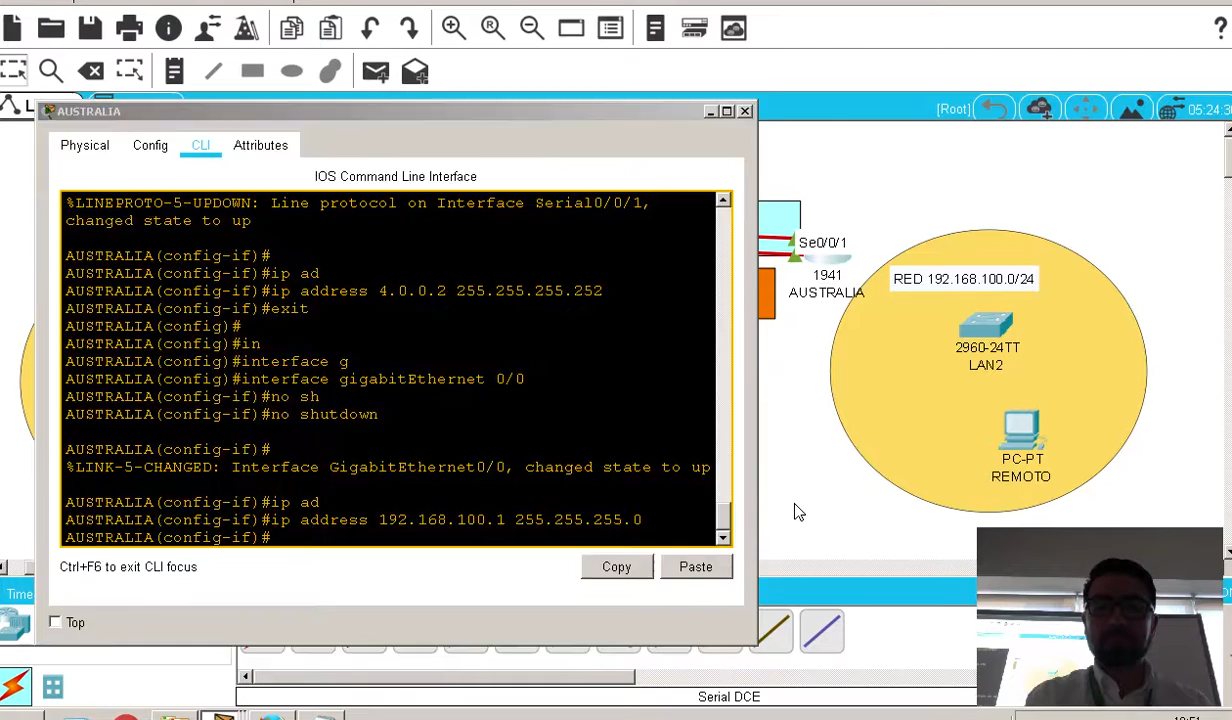 ?
L
[Root]
05:24:3
AUSTRALIA
Physical
Config
CLI
Attributes
IOS Command Line Interface
%LINEPROTO-5-UPDOWN: Line protocol on Interface Serial0/0/1,
changed state to up
AUSTRALIA(config-if)#
AUSTRALIA(config-if)#ip ad
AUSTRALIA(config-if)#ip address 4.0.0.2 255.255.255.252
AUSTRALIA(config-if)#exit
AUSTRALIA(config)#
AUSTRALIA(config)#in
AUSTRALIA(config)#interface g
AUSTRALIA(config)#interface gigabitEthernet 0/0
AUSTRALIA(config-if)#no sh
AUSTRALIA(config-if)#no shutdown
AUSTRALIA(config-if)#
%LINK-5-CHANGED: Interface GigabitEthernet0/0, changed state to up
AUSTRALIA(config-if)#ip ad
AUSTRALIA(config-if)#ip address 192.168.100.1 255.255.255.0
AUSTRALIA(config-if)#
Ctrl+F6 to exit CLI focus
Copy
Paste
Top
Se0/0/1
1941
AUSTRALIA
RED 192.168.100.0/24
2960-24TT
LAN2
PC-PT
REMOTO
Time
Serial DCE